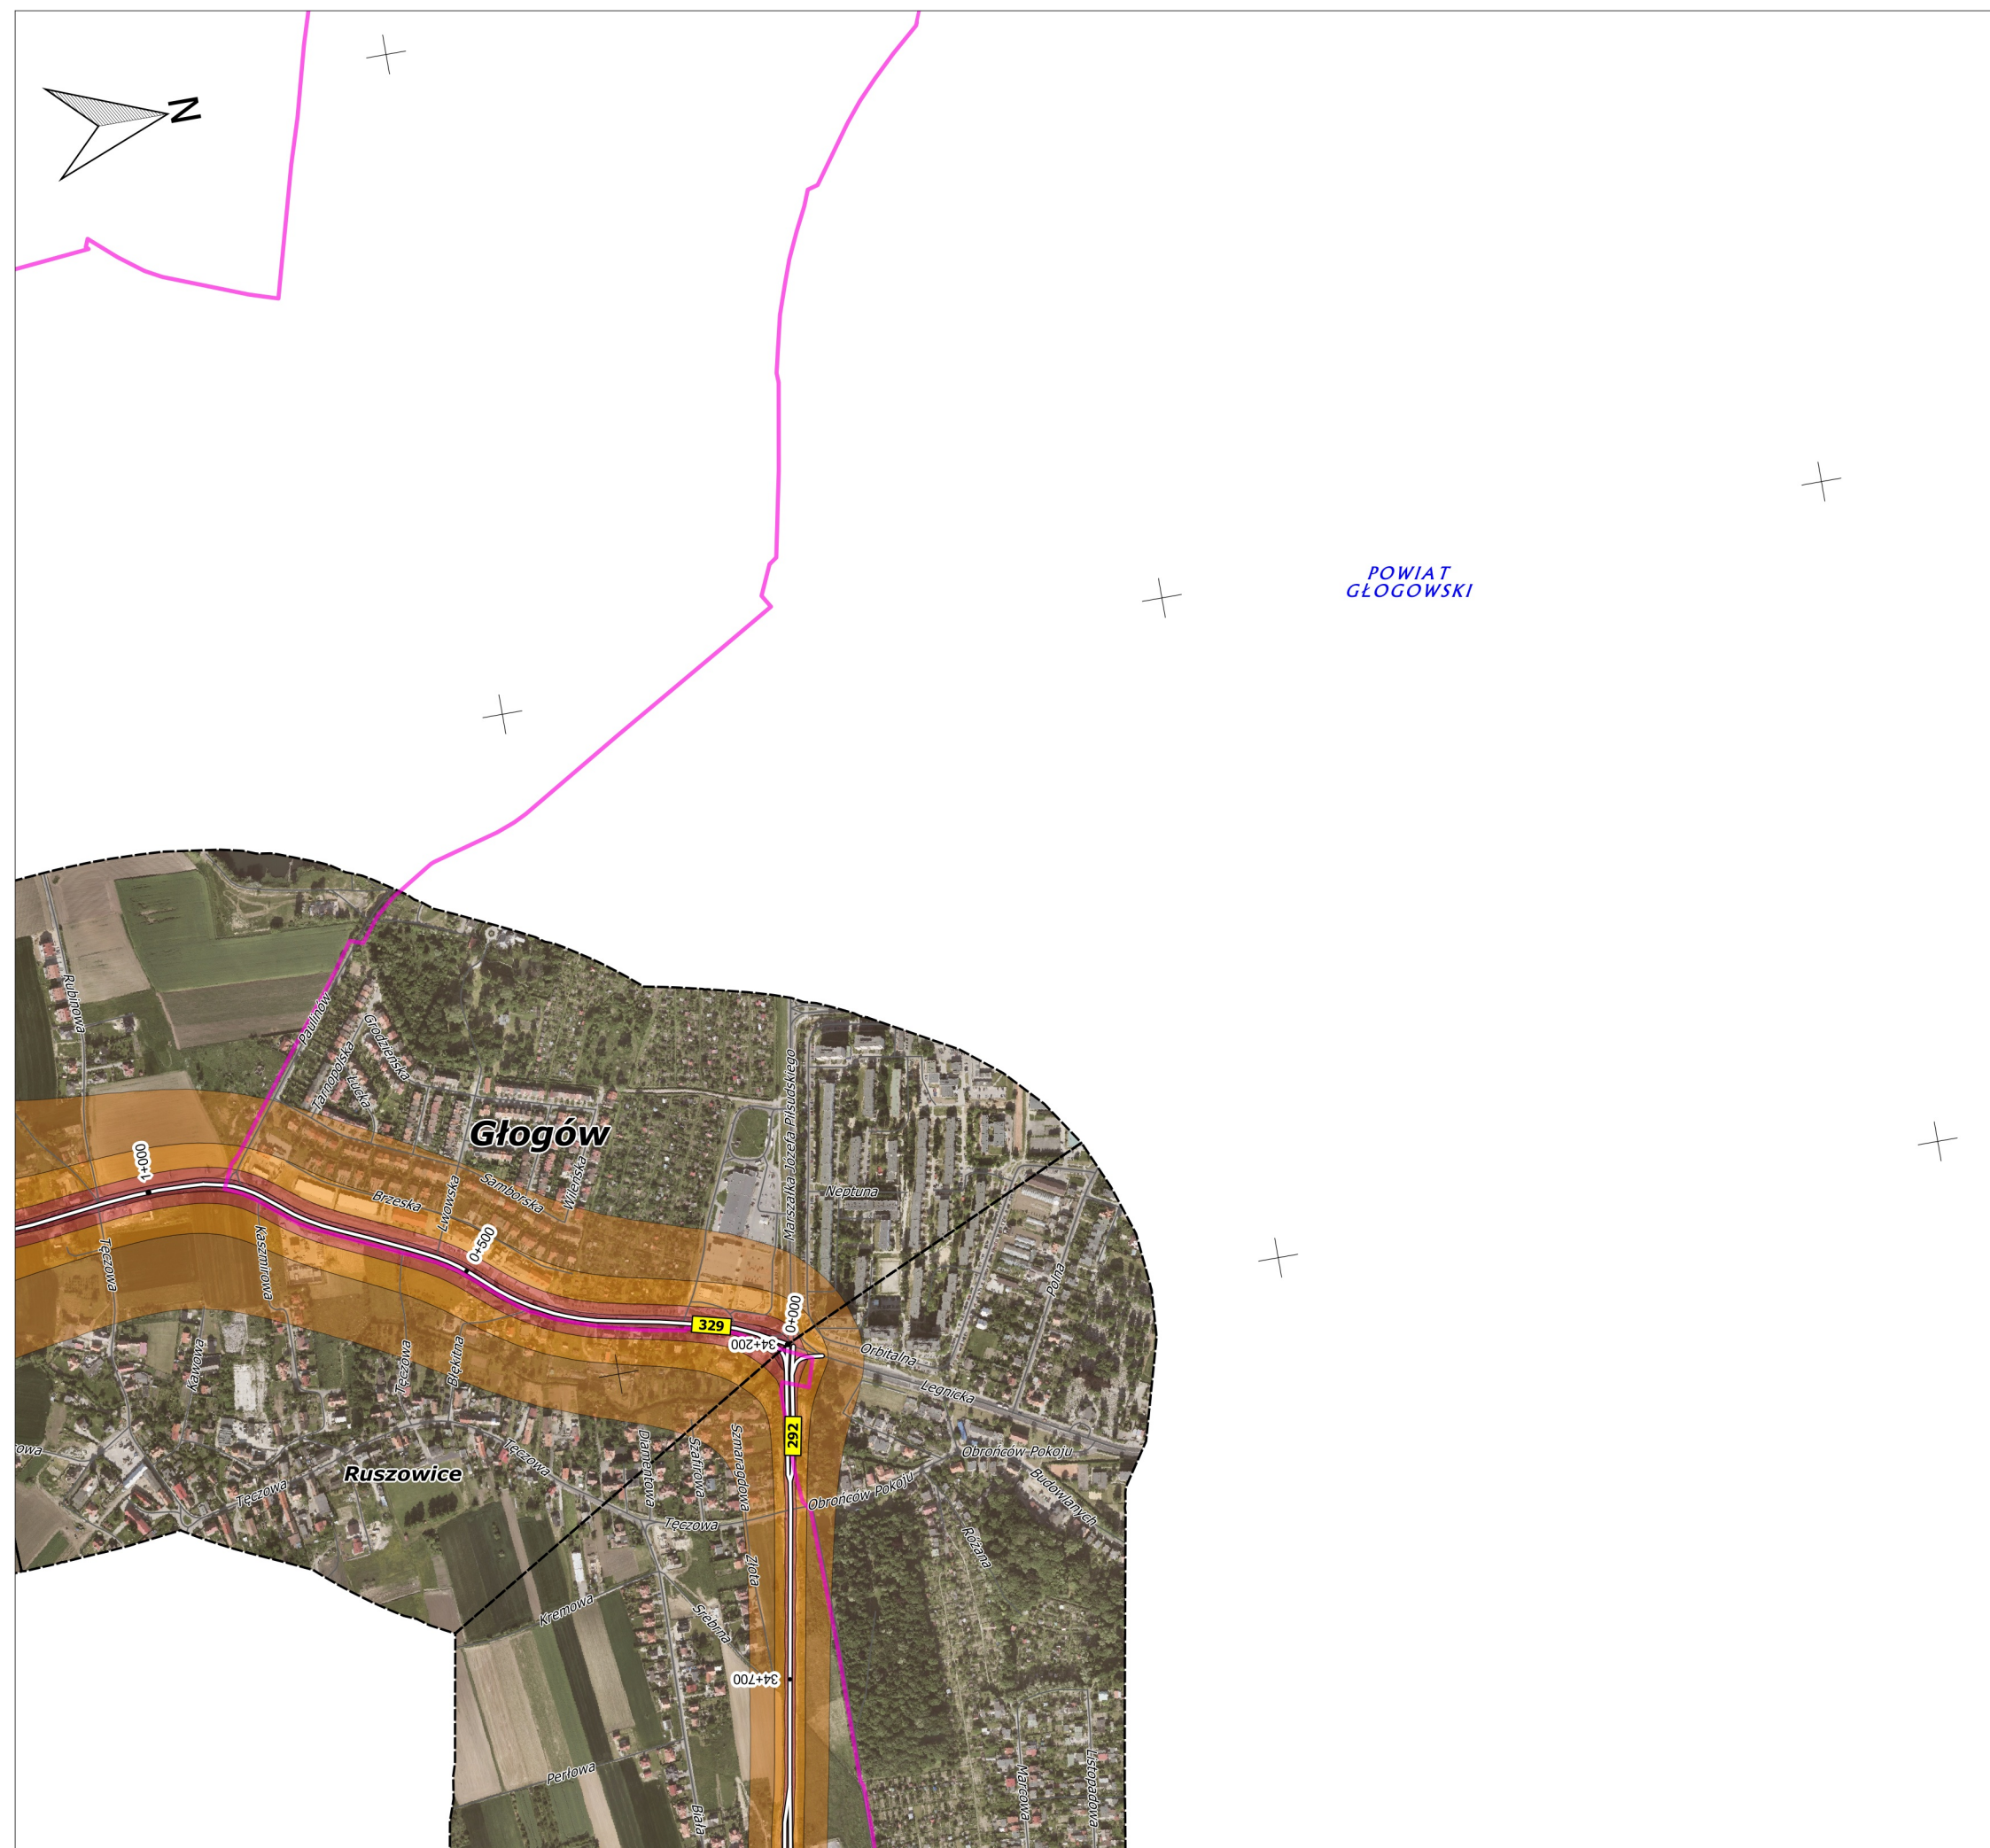 N
POWIAT
GŁOGOWSKI
Rubinowa
Paulinów
Grodzieńska
Tarnopolska
Łucka
Głogów
Marszałka Józefa Piłsudskiego
1+000
Brzeska
Lwowska
Samborska
Wileńska
Neptuna
Tęczowa
Kaszmirowa
0+500
Polna
0+000
329
34+200
Orbitalna
Kawowa
Tęczowa
Błękitna
Legnicka
292
owa
Ruszowice
Tęczowa
Tęczowa
Diamentowa
Szafirowa
Szmaragdowa
Obrońców Pokoju
Obrońców Pokoju
Budowlanych
Tęczowa
Różana
Złota
Kremowa
Srebrna
34+700
Perłowa
Biała
Marcowa
Listopadowa